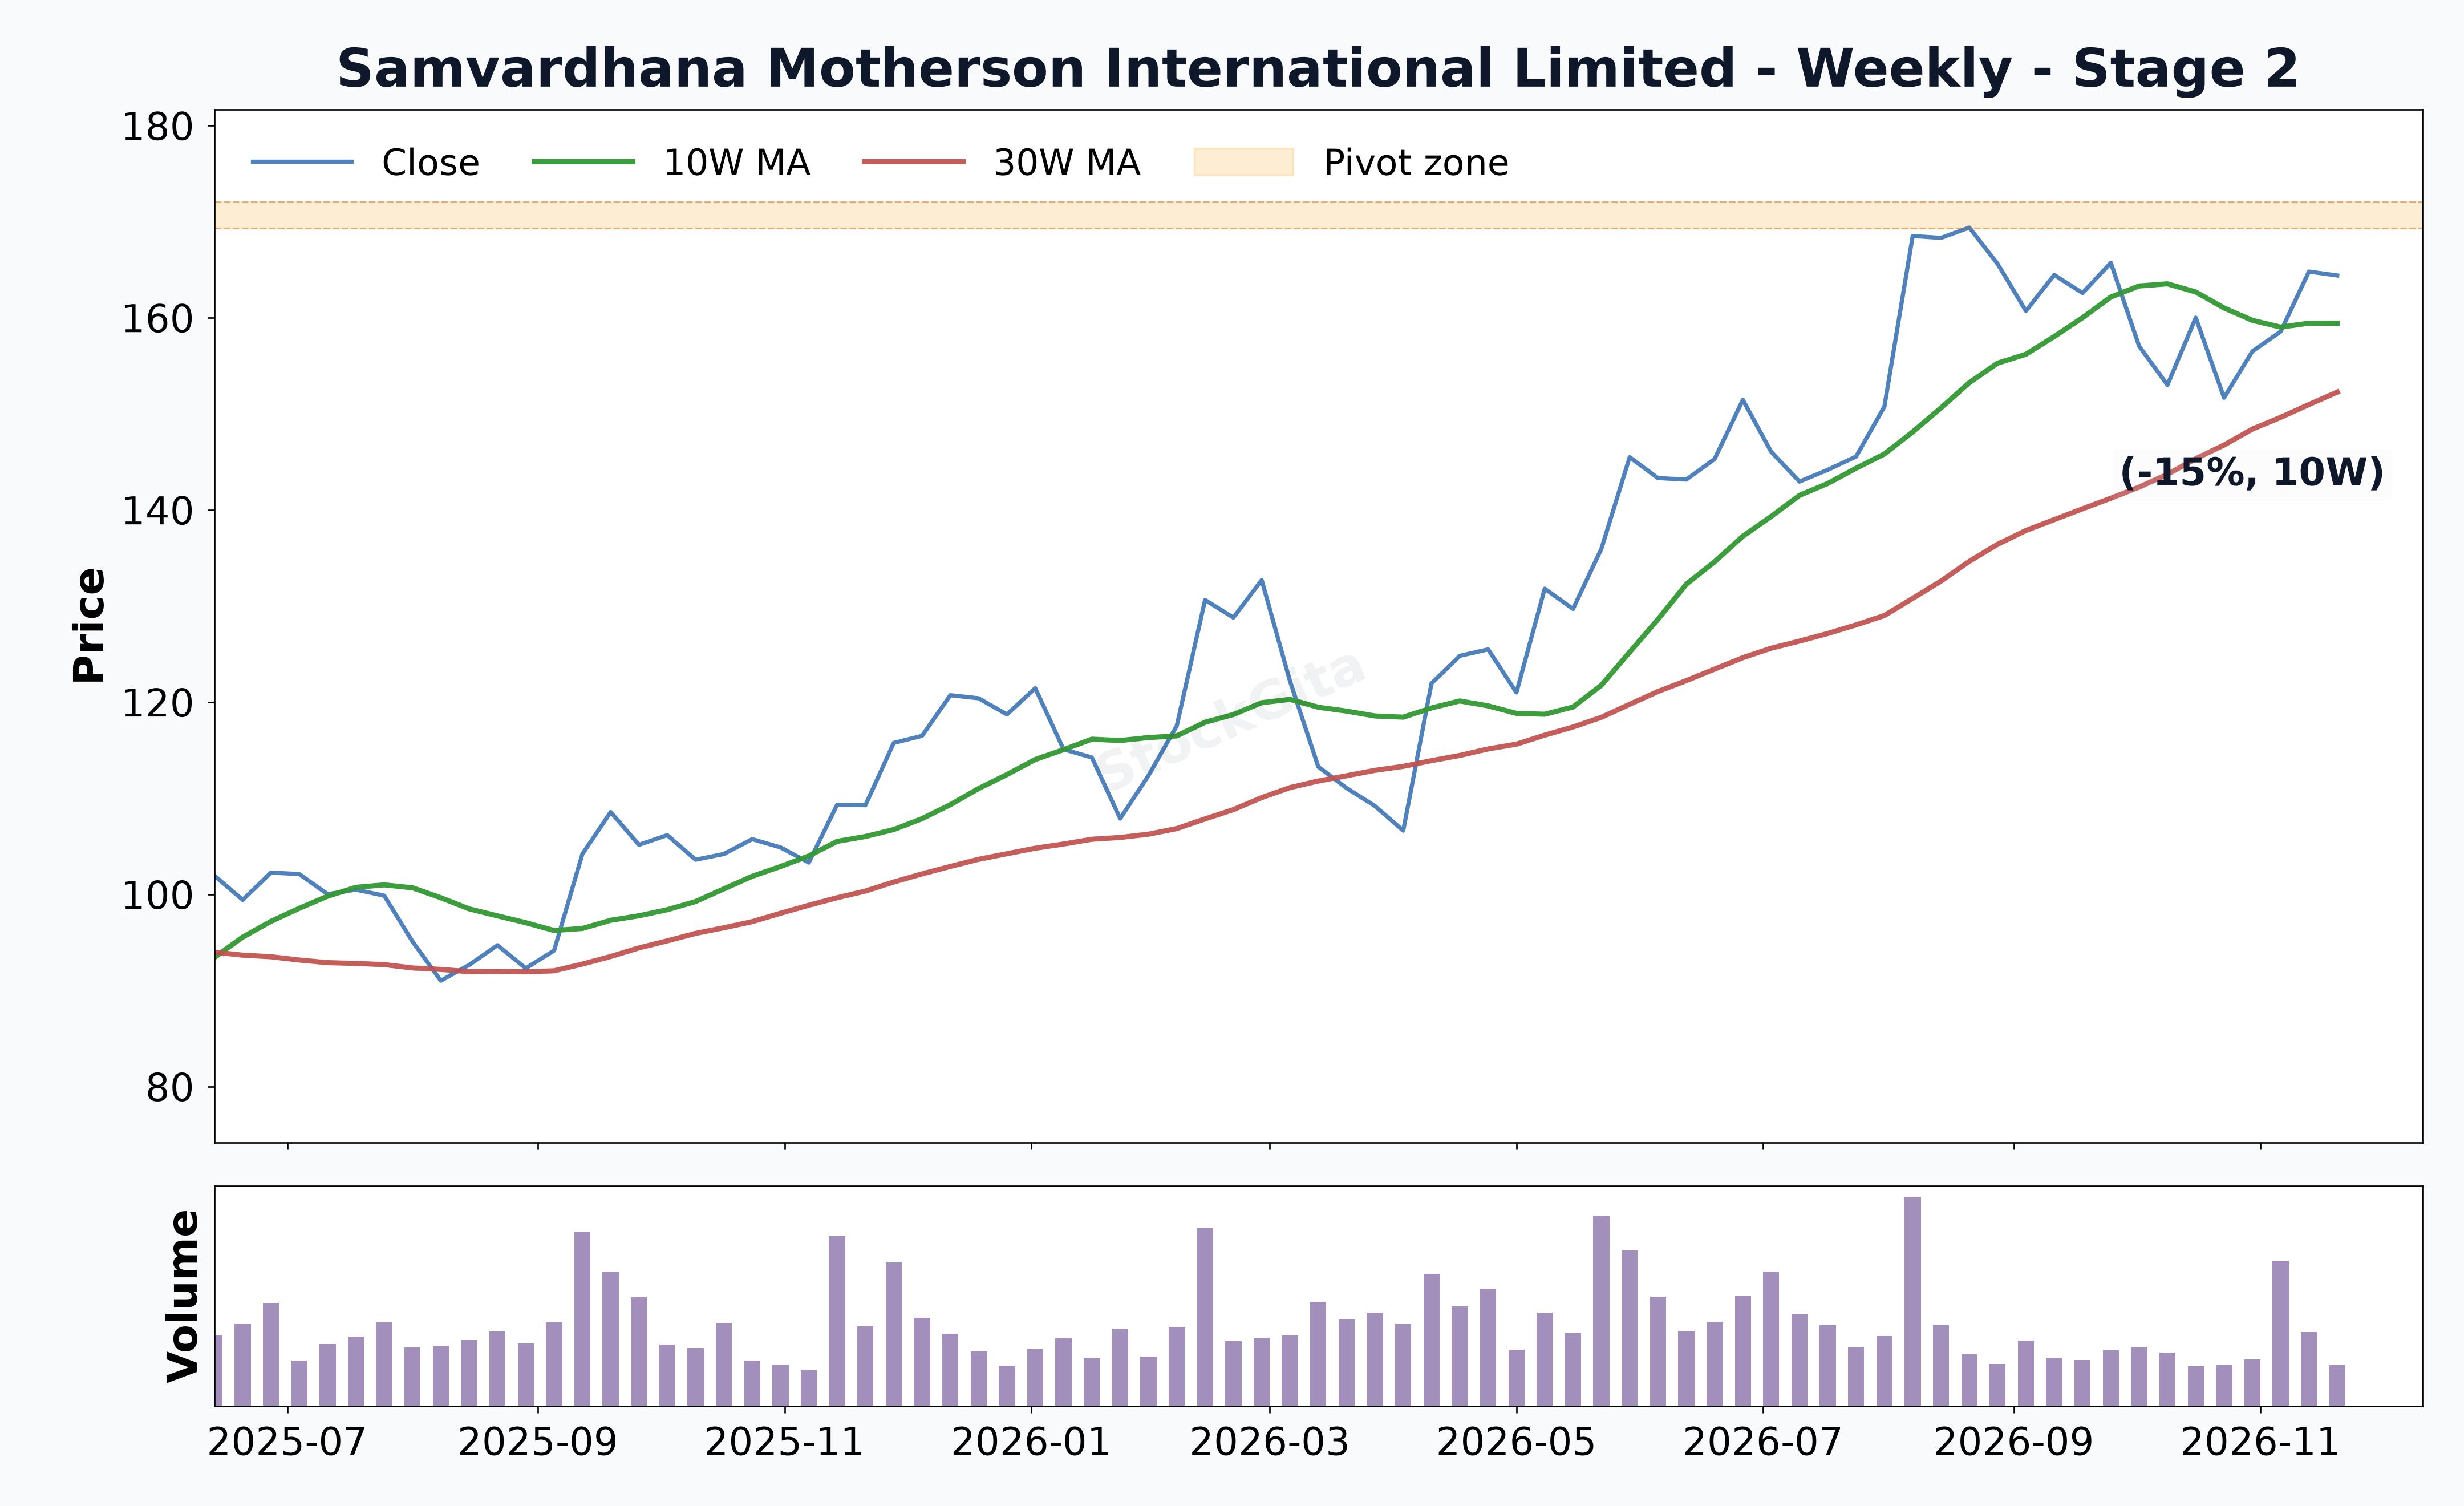 Samvardhana Motherson International Limited - Weekly - Stage 2
Close 10W MA 30W MA Pivot zone
180
160
140
120
100
80
Price
(-15%, 10W)
StockGita
Volume
2025-07 2025-09 2025-11 2026-01 2026-03 2026-05 2026-07 2026-09 2026-11